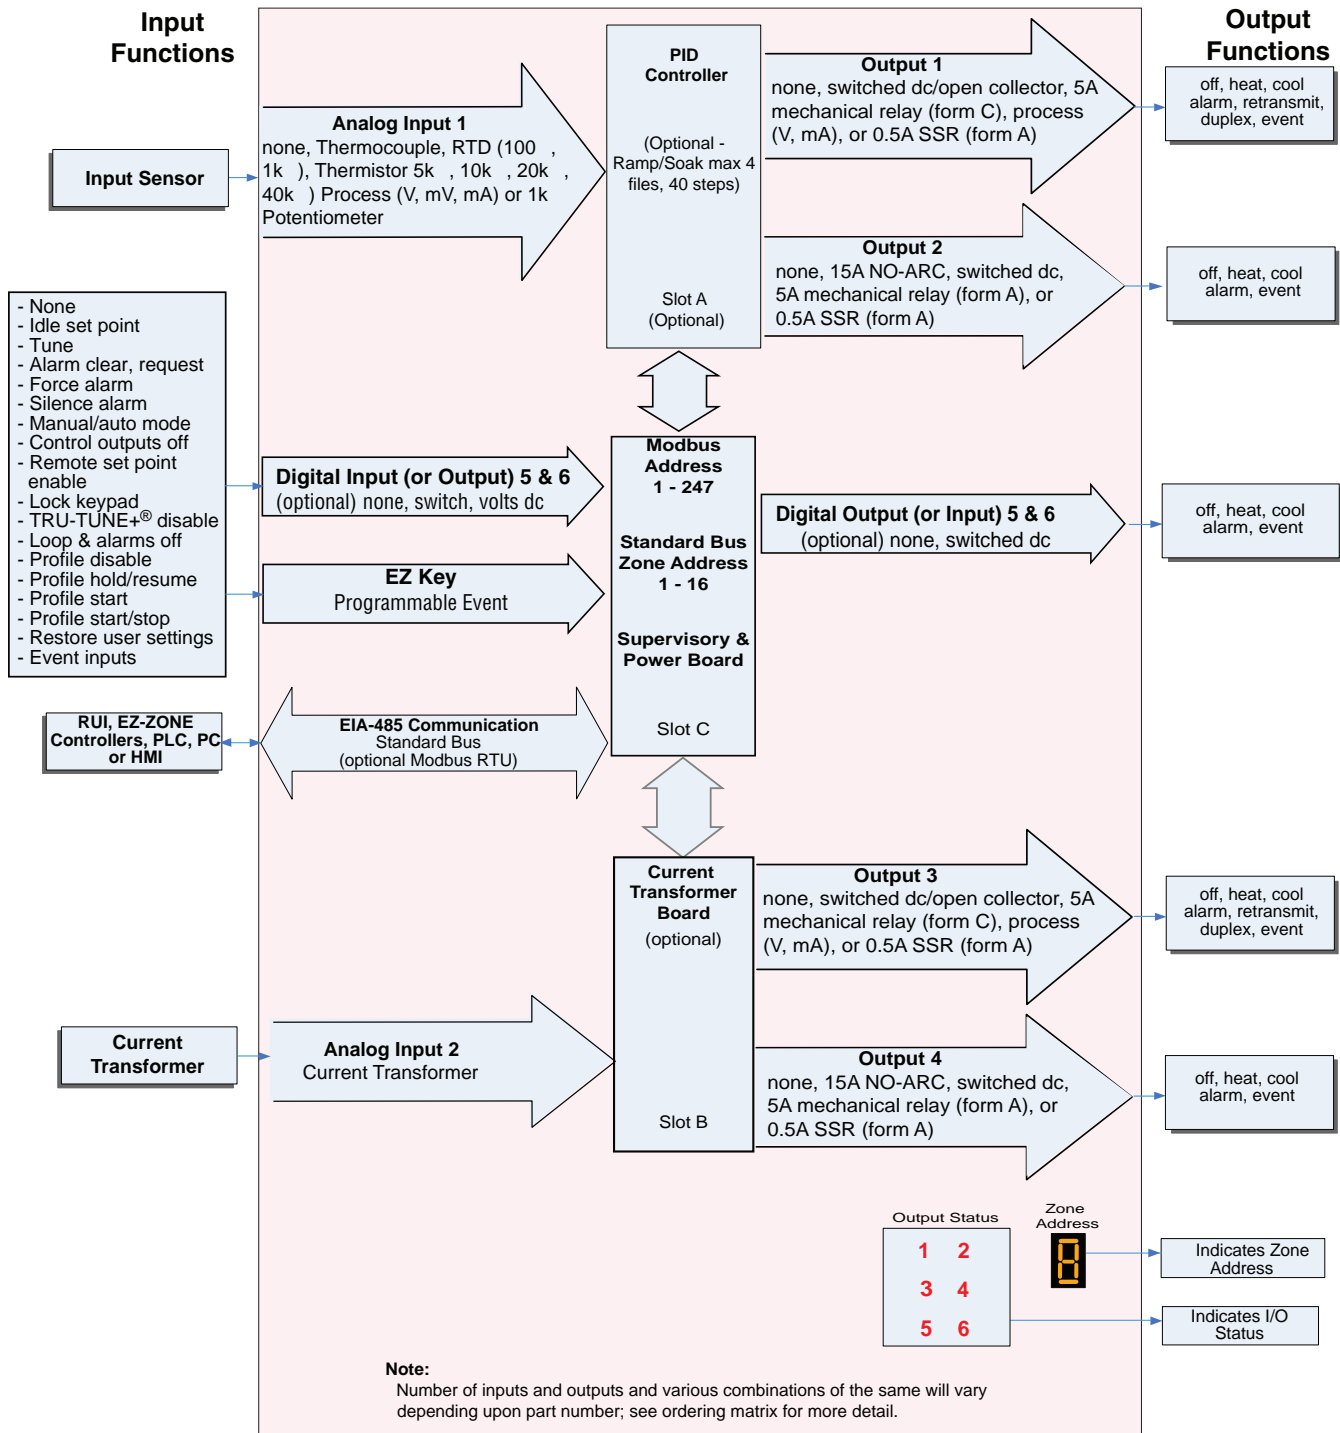 Input
Functions
Output
Functions
PID
Controller
(Optional -
Ramp/Soak max 4
files, 40 steps)
Slot A
(Optional)
Output 1
none, switched dc/open collector, 5A
mechanical relay (form C), process
(V, mA), or 0.5A SSR (form A)
off, heat, cool
alarm, retransmit,
duplex, event
Analog Input 1
none, Thermocouple, RTD (100 ,
1k ), Thermistor 5k , 10k , 20k ,
40k ) Process (V, mV, mA) or 1k
Potentiometer
Input Sensor
Output 2
none, 15A NO-ARC, switched dc,
5A mechanical relay (form A), or
0.5A SSR (form A)
off, heat, cool
alarm, event
- None
- Idle set point
- Tune
- Alarm clear, request
- Force alarm
- Silence alarm
- Manual/auto mode
- Control outputs off
- Remote set point
enable
- Lock keypad
- TRU-TUNE+® disable
- Loop & alarms off
- Profile disable
- Profile hold/resume
- Profile start
- Profile start/stop
- Restore user settings
- Event inputs
Digital Input (or Output) 5 & 6
(optional) none, switch, volts dc
EZ Key
Programmable Event
Modbus
Address
1 - 247
Standard Bus
Zone Address
1 - 16
Supervisory &
Power Board
Slot C
Digital Output (or Input) 5 & 6
(optional) none, switched dc
off, heat, cool
alarm, event
RUI, EZ-ZONE
Controllers, PLC, PC
or HMI
EIA-485 Communication
Standard Bus
(optional Modbus RTU)
Current
Transformer
Board
(optional)
Slot B
Output 3
none, switched dc/open collector, 5A
mechanical relay (form C), process
(V, mA), or 0.5A SSR (form A)
off, heat, cool
alarm, retransmit,
duplex, event
Current
Transformer
Analog Input 2
Current Transformer
Output 4
none, 15A NO-ARC, switched dc,
5A mechanical relay (form A), or
0.5A SSR (form A)
off, heat, cool
alarm, event
Output Status
1 2
3 4
5 6
Zone
Address
Indicates Zone
Address
Indicates I/O
Status
Note:
Number of inputs and outputs and various combinations of the same will vary
depending upon part number; see ordering matrix for more detail.